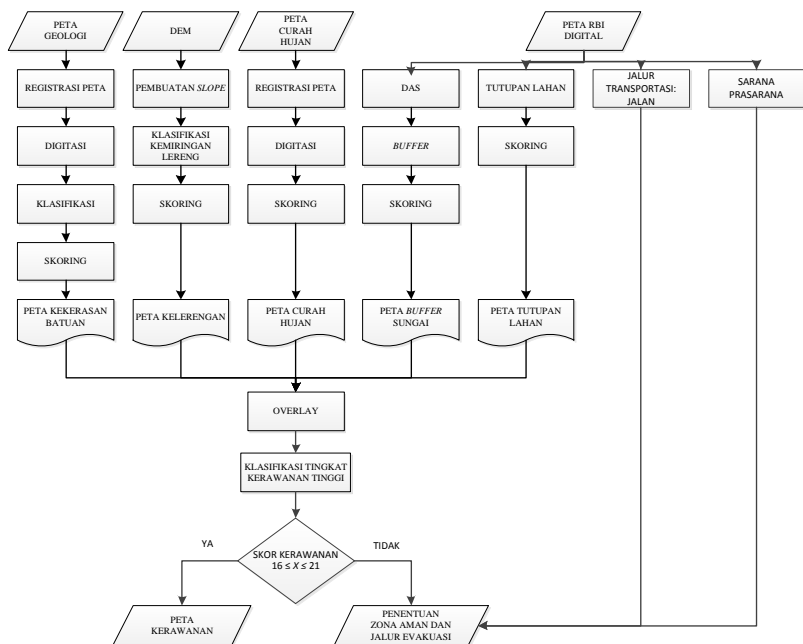 PETA
GEOLOGI
DEM
PETA
CURAH
HUJAN
PETA RBI
DIGITAL
REGISTRASI PETA
PEMBUATAN SLOPE
REGISTRASI PETA
DAS
TUTUPAN LAHAN
JALUR
TRANSPORTASI:
JALAN
SARANA
PRASARANA
DIGITASI
KLASIFIKASI
KEMIRINGAN
LERENG
DIGITASI
BUFFER
SKORING
KLASIFIKASI
SKORING
SKORING
SKORING
SKORING
PETA KEKERASAN
BATUAN
PETA KELERENGAN
PETA CURAH
HUJAN
PETA BUFFER
SUNGAI
PETA TUTUPAN
LAHAN
OVERLAY
KLASIFIKASI TINGKAT
KERAWANAN TINGGI
YA
SKOR KERAWANAN
16 ≤ X ≤ 21
TIDAK
PETA
KERAWANAN
PENENTUAN
ZONA AMAN DAN
JALUR EVAKUASI